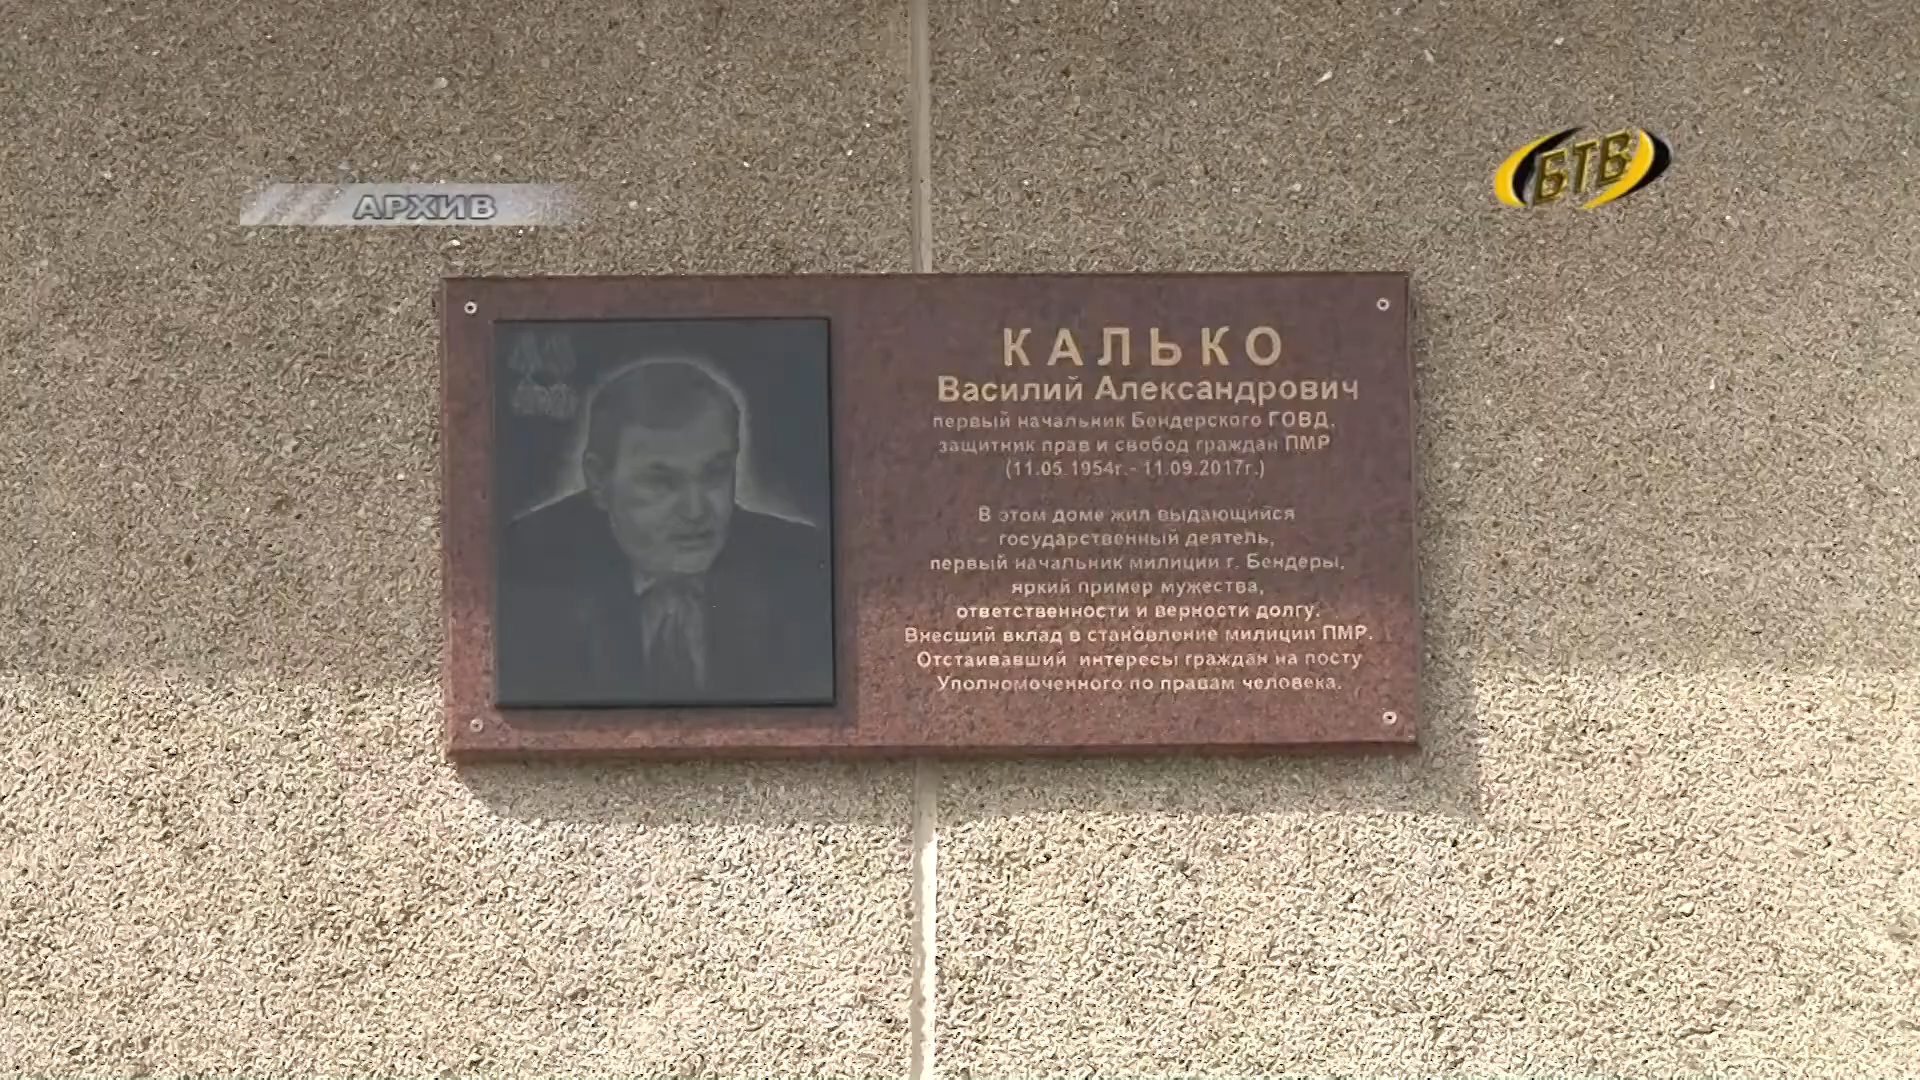 АРХИВ
БТВ
КАЛЬКО
Василий Александрович
первый начальник Бендерского ГОВД,
защитник прав и свобод граждан ПМР
(11.05.1954г.- 11.09.2017г.)
В этом доме жил выдающийся
государственный деятель,
первый начальник милиции г. Бендеры,
яркий пример мужества,
ответственности и верности долгу.
Внесший вклад в становление милиции ПМР.
Отстаивавший интересы граждан на посту
Уполномоченного по правам человека.